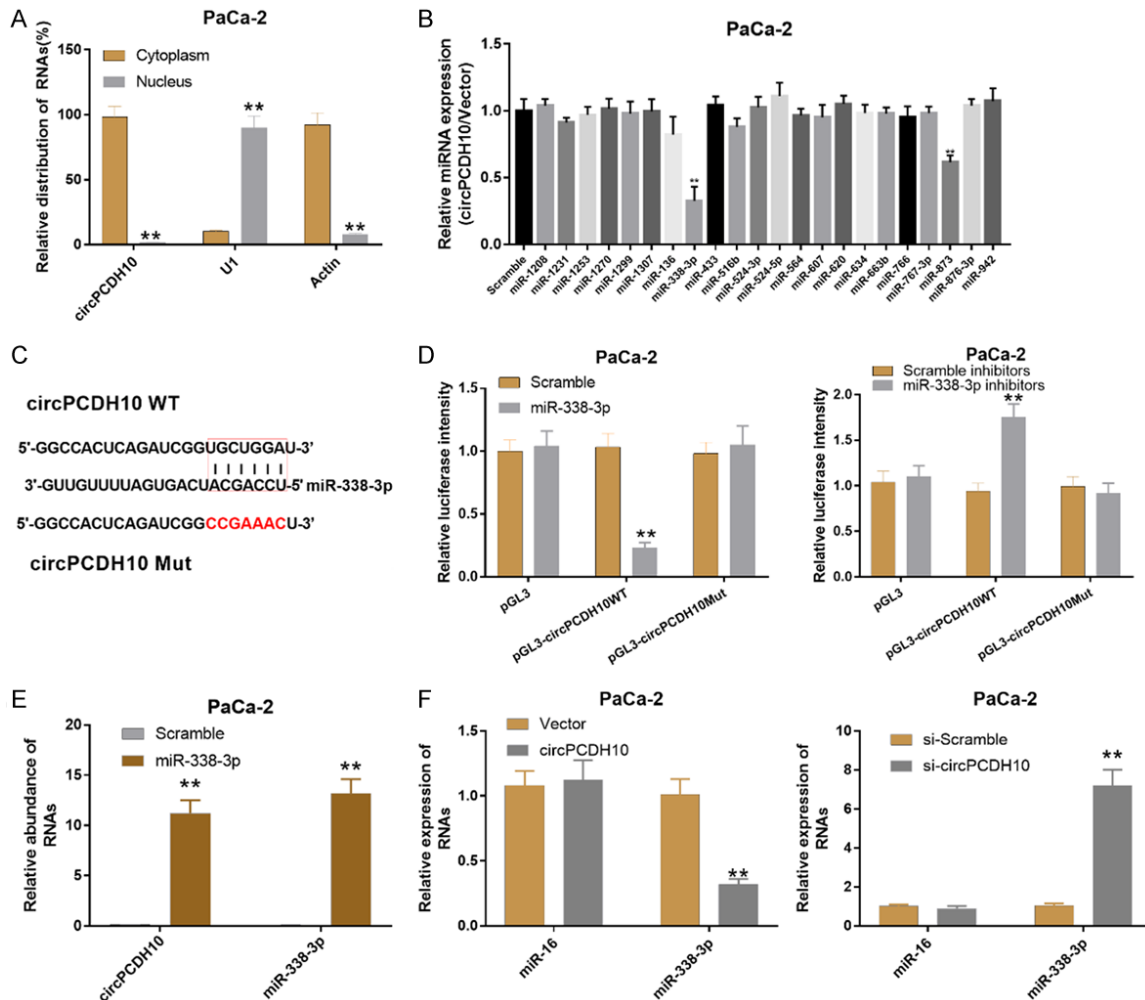 A
PaCa-2
Relative distribution of RNAs(%)
150
100
50
0
Cytoplasm
Nucleus
**
**
**
circPCDH10
U1
Actin
B
PaCa-2
Relative miRNA expression
(circPCDH10/Vector)
1.5
1.0
0.5
0.0
**
**
Scramble
miR-1208
miR-1231
miR-1253
miR-1270
miR-1299
miR-1307
miR-136
miR-338-3p
miR-433
miR-516b
miR-524-3p
miR-524-5p
miR-564
miR-607
miR-620
miR-634
miR-663b
miR-766
miR-767-3p
miR-873
miR-876-3p
miR-942
C
circPCDH10 WT
5'-GGCCACUCAGAUCGGUGCUGGAU-3'
3'-GUUGUUUUAGUGACUACGACCU-5' miR-338-3p
5'-GGCCACUCAGAUCGGCCGAAACU-3'
circPCDH10 Mut
D
PaCa-2
Relative luciferase intensity
1.5
1.0
0.5
0.0
Scramble
miR-338-3p
**
pGL3
pGL3-circPCDH10WT
pGL3-circPCDH10Mut
PaCa-2
Relative luciferase intensity
2.0
1.5
1.0
0.5
0.0
Scramble inhibitors
miR-338-3p inhibitors
**
pGL3
pGL3-circPCDH10WT
pGL3-circPCDH10Mut
E
PaCa-2
Relative abundance of
RNAs
20
15
10
5
0
Scramble
miR-338-3p
**
**
circPCDH10
miR-338-3p
F
PaCa-2
Relative expression of
RNAs
1.5
1.0
0.5
0.0
Vector
circPCDH10
**
miR-16
miR-338-3p
PaCa-2
Relative expression of
RNAs
10
8
6
4
2
0
si-Scramble
si-circPCDH10
**
miR-16
miR-338-3p